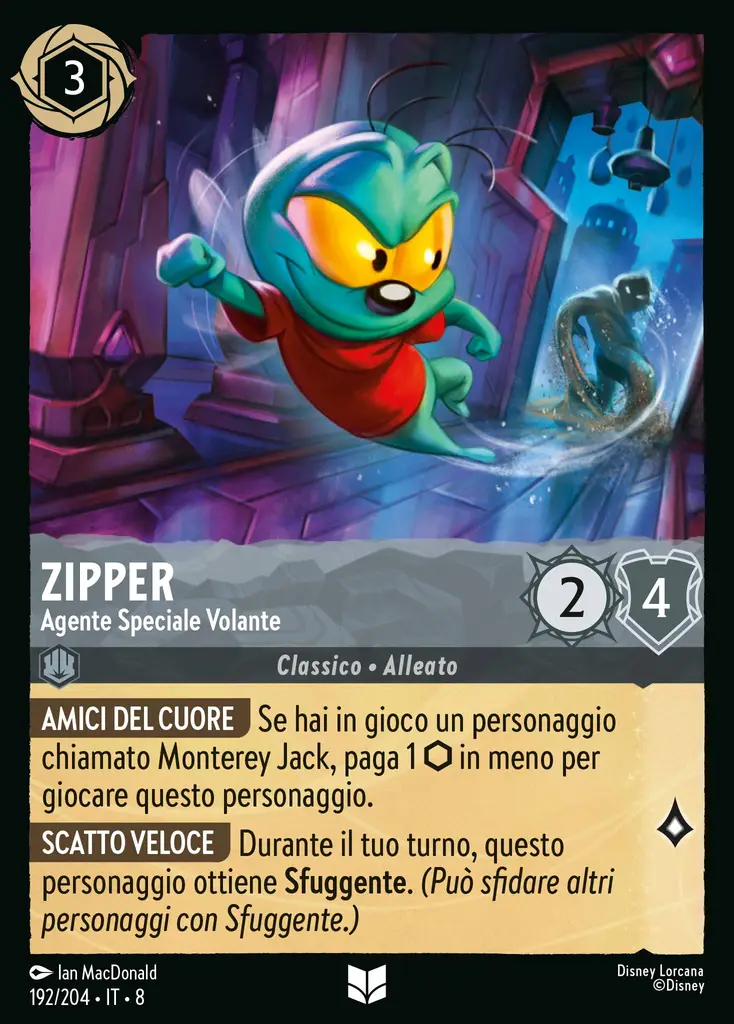 3
ZIPPER
Agente Speciale Volante
2
4
Classico • Alleato
AMICI DEL CUORE Se hai in gioco un personaggio
chiamato Monterey Jack, paga 1 ⬡ in meno per
giocare questo personaggio.
SCATTO VELOCE Durante il tuo turno, questo
personaggio ottiene Sfuggente. (Può sfidare altri
personaggi con Sfuggente.)
Ian MacDonald
192/204 • IT • 8
Disney Lorcana
©Disney